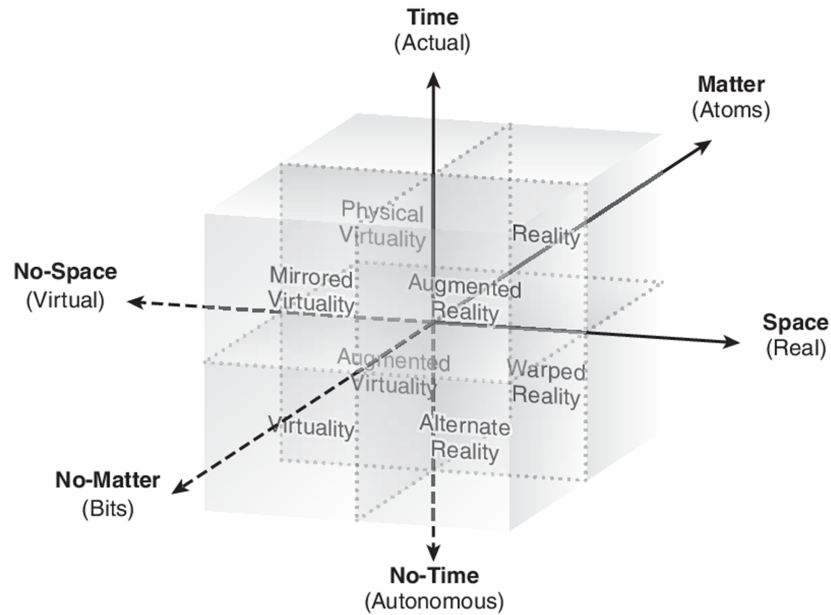 Time
(Actual)
Matter
(Atoms)
Physical
Virtuality
Reality
No-Space
(Virtual)
Mirrored
Virtuality
Augmented
Reality
Space
(Real)
Augmented
Virtuality
Warped
Reality
Virtuality
Alternate
Reality
No-Matter
(Bits)
No-Time
(Autonomous)